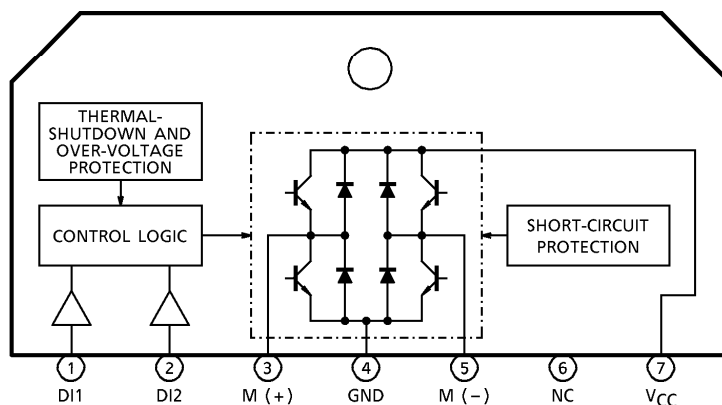 THERMAL-
SHUTDOWN AND
OVER-VOLTAGE
PROTECTION
CONTROL LOGIC
SHORT-CIRCUIT
PROTECTION
1 2 3 4 5 6 7
DI1 DI2 M (+) GND M (−) NC VCC